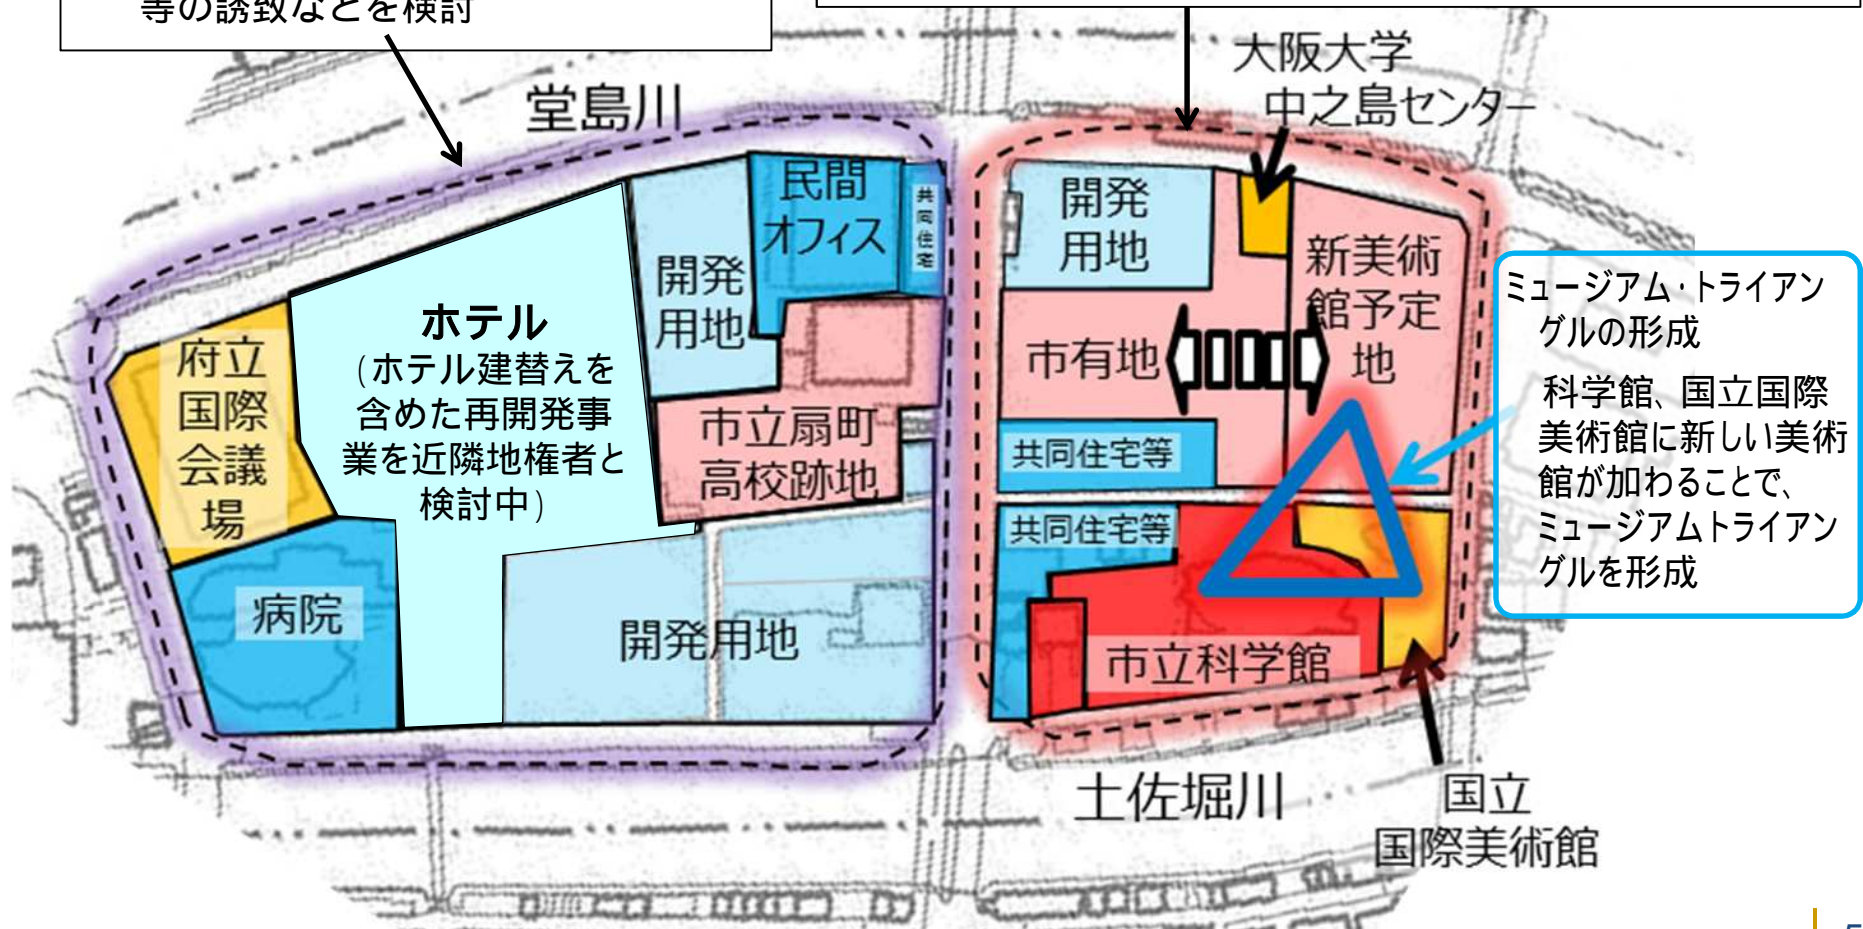 等の誘致などを検討
大阪大学
中之島センター
堂島川
民間
オフィス
共
同
住
宅
開発
用地
開発
用地
新美術
館予定
地
市有地
ミュージアム・トライアン
グルの形成
科学館、国立国際
美術館に新しい美術
館が加わることで、
ミュージアムトライアン
グルを形成
ホテル
(ホテル建替えを
含めた再開発事
業を近隣地権者と
検討中)
府立
国際
会議
場
市立扇町
高校跡地
共同住宅等
共同住宅等
病院
開発用地
市立科学館
土佐堀川
国立
国際美術館